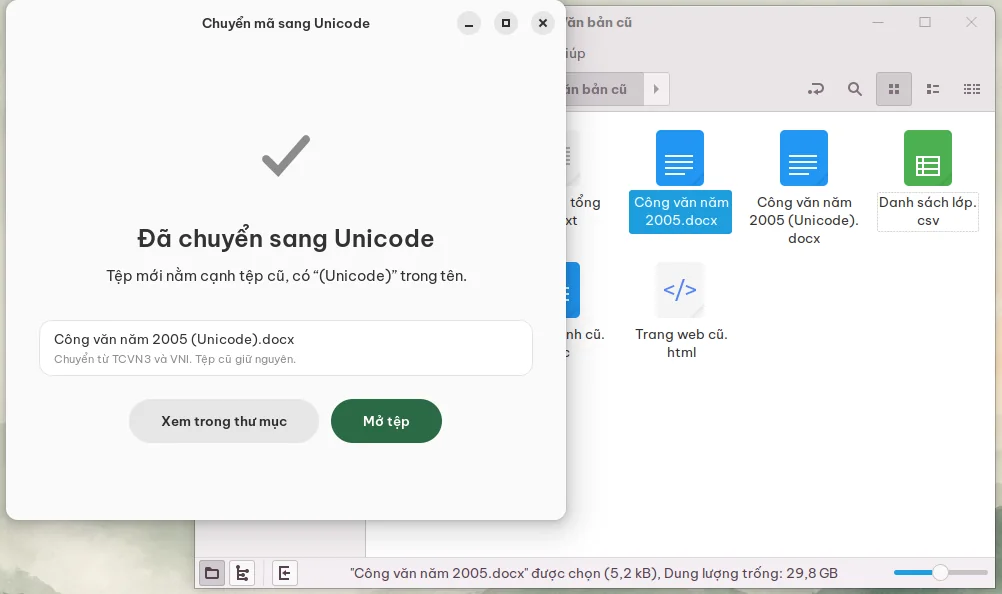 Chuyển mã sang Unicode
Đã chuyển sang Unicode
Tệp mới nằm cạnh tệp cũ, có “(Unicode)” trong tên.
Công văn năm 2005 (Unicode).docx
Chuyển từ TCVN3 và VNI. Tệp cũ giữ nguyên.
Xem trong thư mục
Mở tệp
bản cũ
bản cũ
tổng
Công văn năm
2005.docx
Công văn năm
2005 (Unicode).
docx
Danh sách lớp.
csv
cũ.
Trang web cũ.
html
"Công văn năm 2005.docx" được chọn (5,2 kB), Dung lượng trống: 29,8 GB